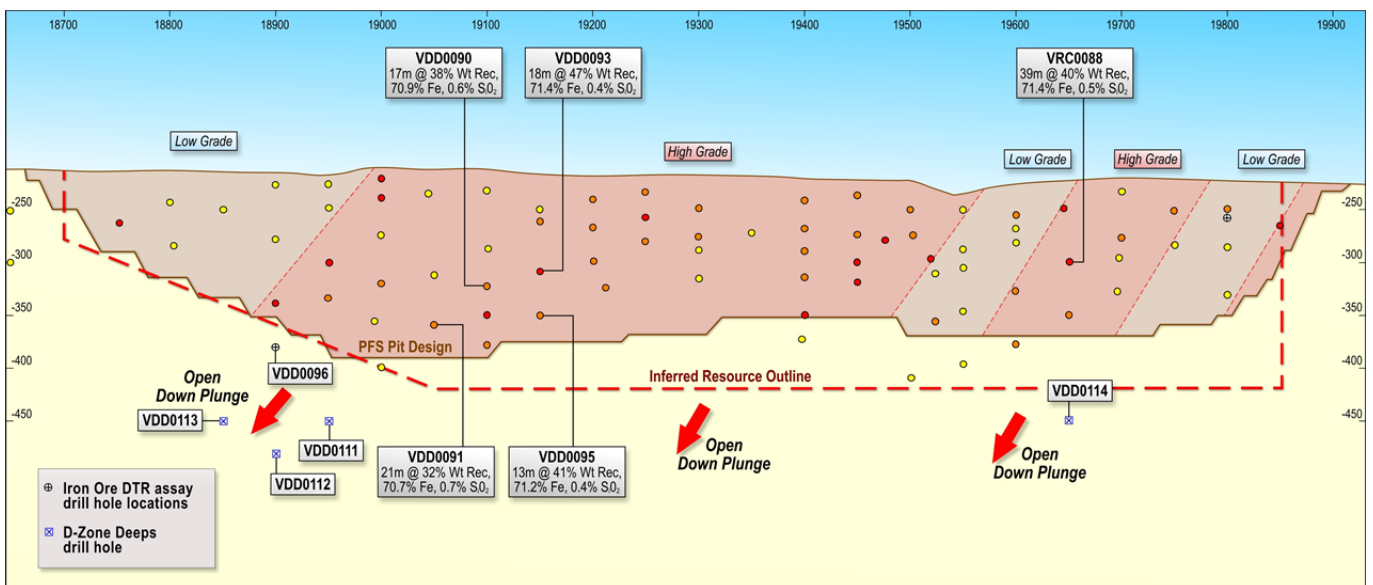 18700 18800 18900 19000 19100 19200 19300 19400 19500 19600 19700 19800 19900
VDD0090
17m @ 38% Wt Rec,
70.9% Fe, 0.6% S,0₂
VDD0093
18m @ 47% Wt Rec,
71.4% Fe, 0.4% S,0₂
VRC0088
39m @ 40% Wt Rec,
71.4% Fe, 0.5% S,0₂
Low Grade
High Grade
Low Grade
High Grade
Low Grade
-250 -250
-300 -300
-350 -350
-400 -400
-450 -450
PFS Pit Design
Inferred Resource Outline
VDD0096
Open
Down Plunge
VDD0113
VDD0111
VDD0112
VDD0114
Open
Down Plunge
Open
Down Plunge
VDD0091
21m @ 32% Wt Rec,
70.7% Fe, 0.7% S,0₂
VDD0095
13m @ 41% Wt Rec,
71.2% Fe, 0.4% S,0₂
Iron Ore DTR assay
drill hole locations
D-Zone Deeps
drill hole